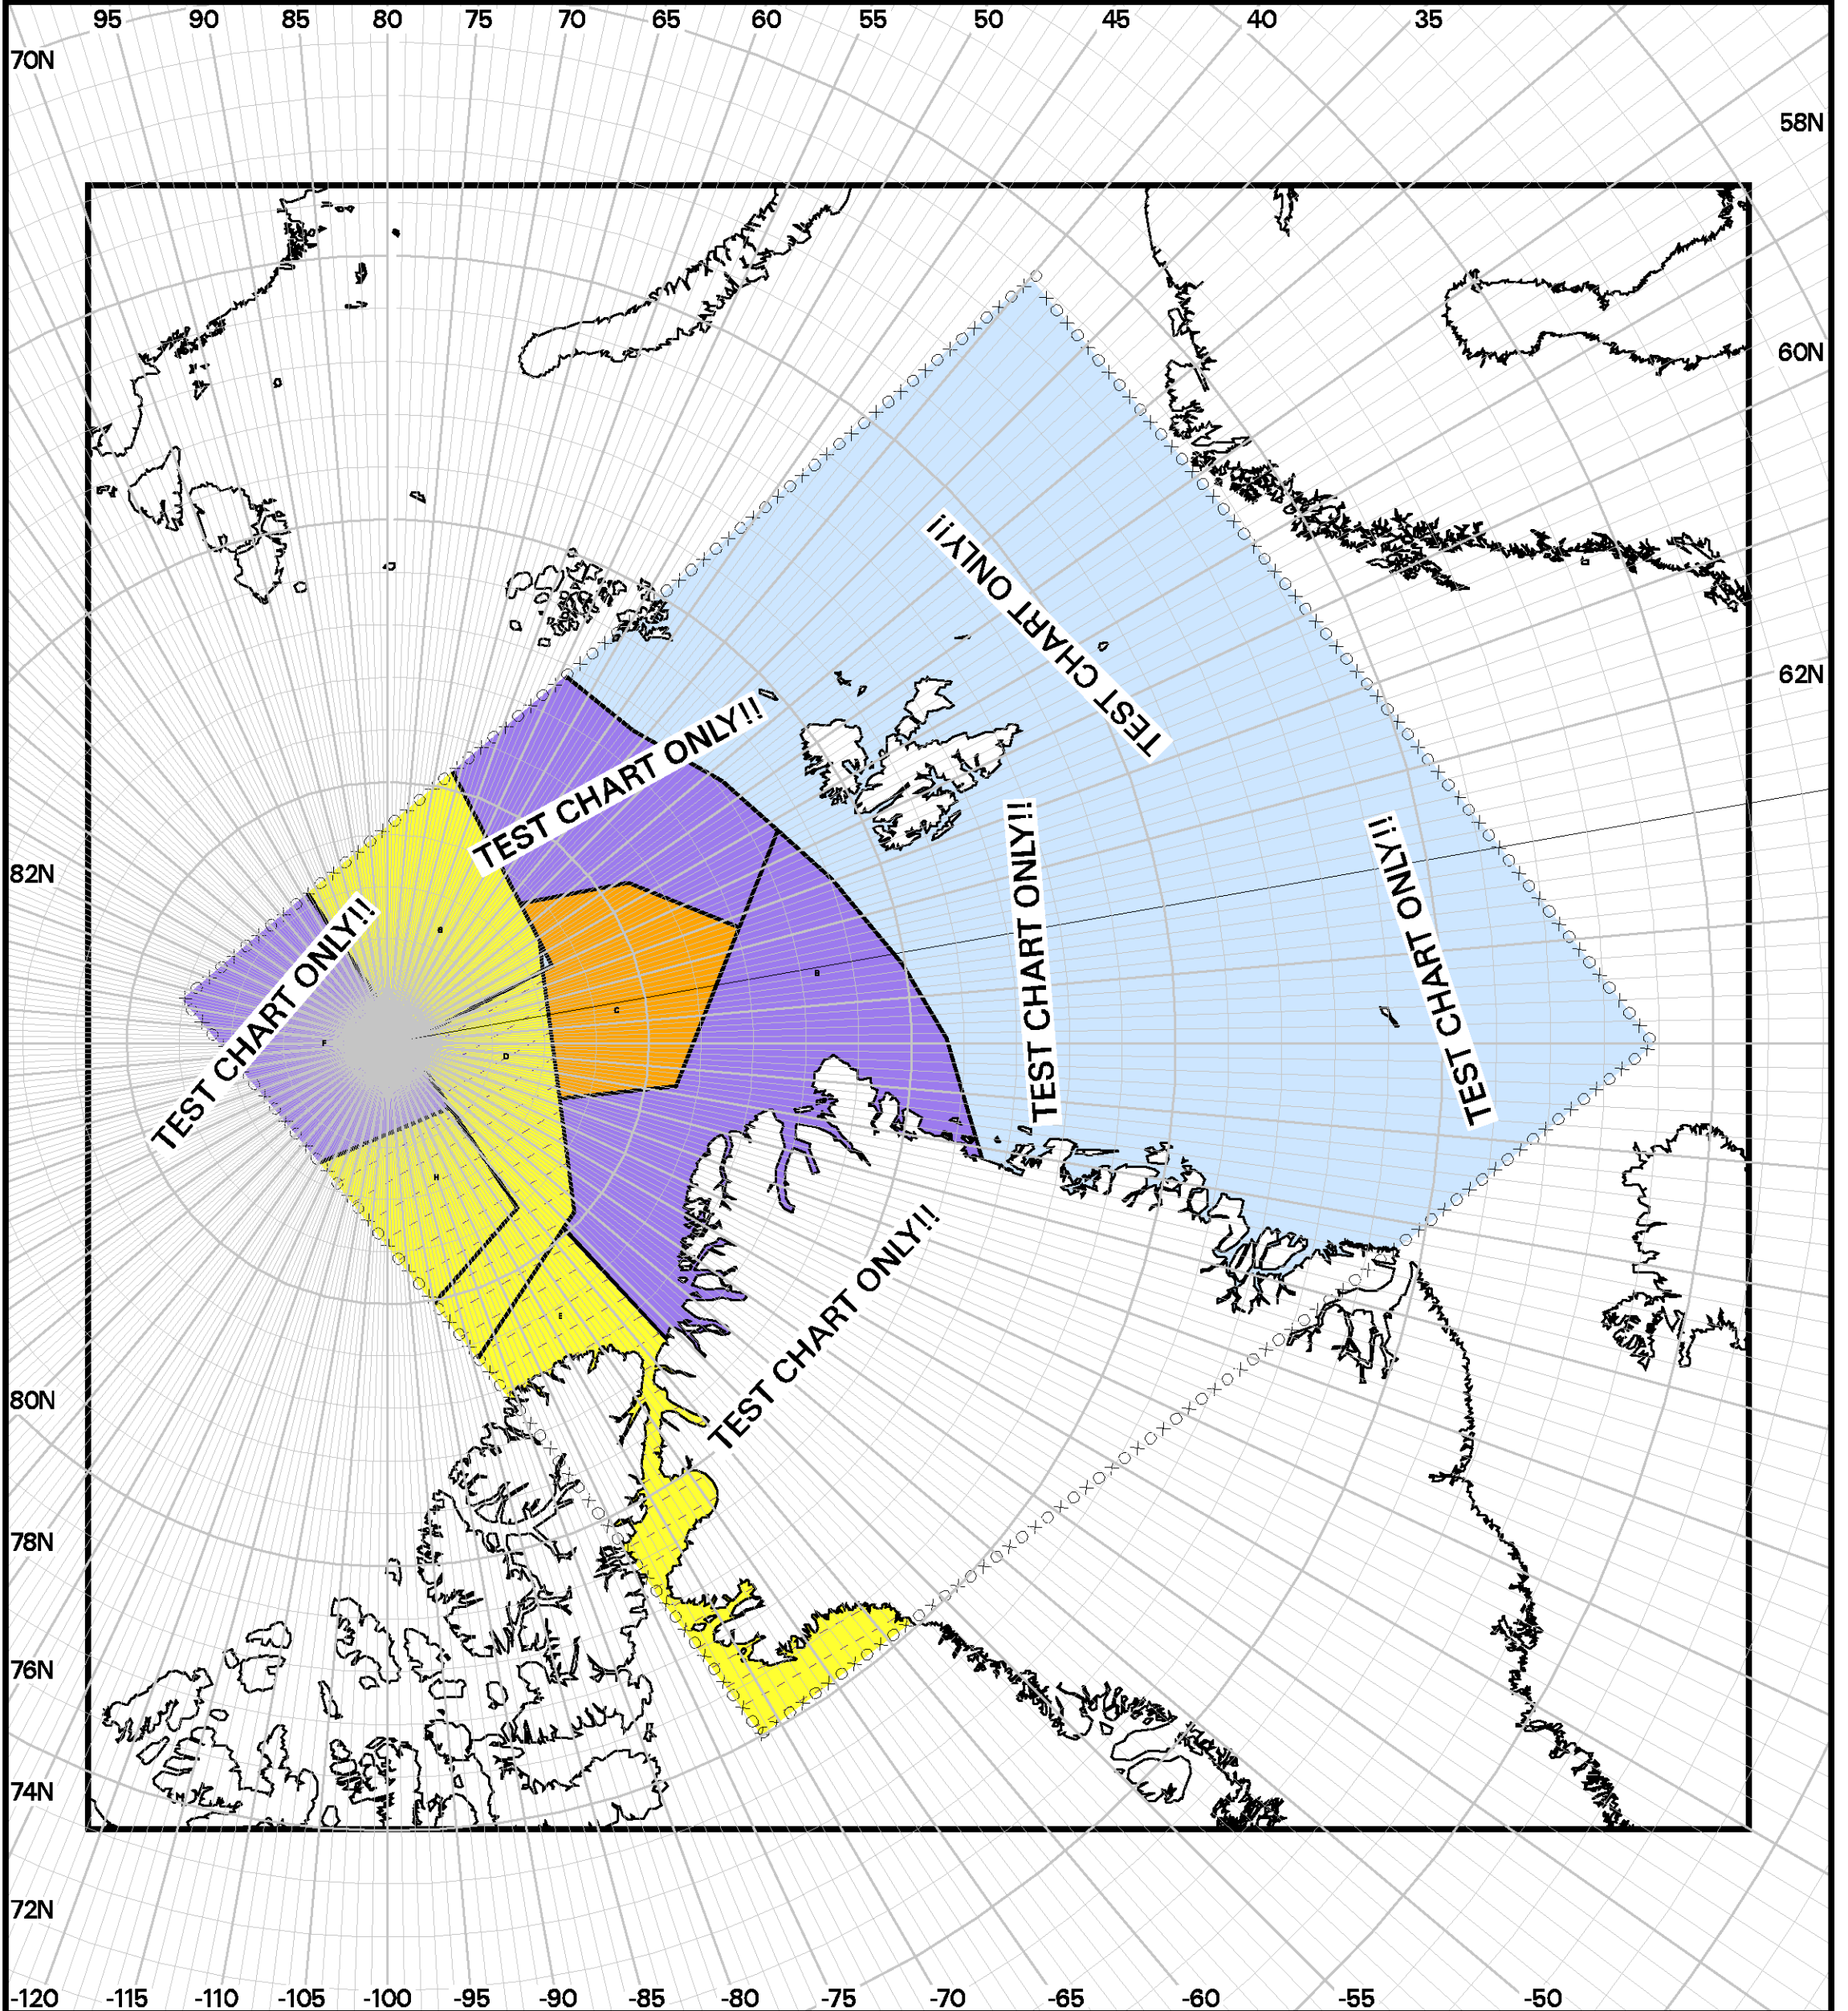 95 90 85 80 75 70 65 60 55 50 45 40 35
70N
58N
60N
62N
82N
80N
78N
76N
74N
72N
TEST CHART ONLY!!
TEST CHART ONLY!!
TEST CHART ONLY!!
TEST CHART ONLY!!
TEST CHART ONLY!!
TEST CHART ONLY!!
G
B
C
D
F
H
E
-120 -115 -110 -105 -100 -95 -90 -85 -80 -75 -70 -65 -60 -55 -50